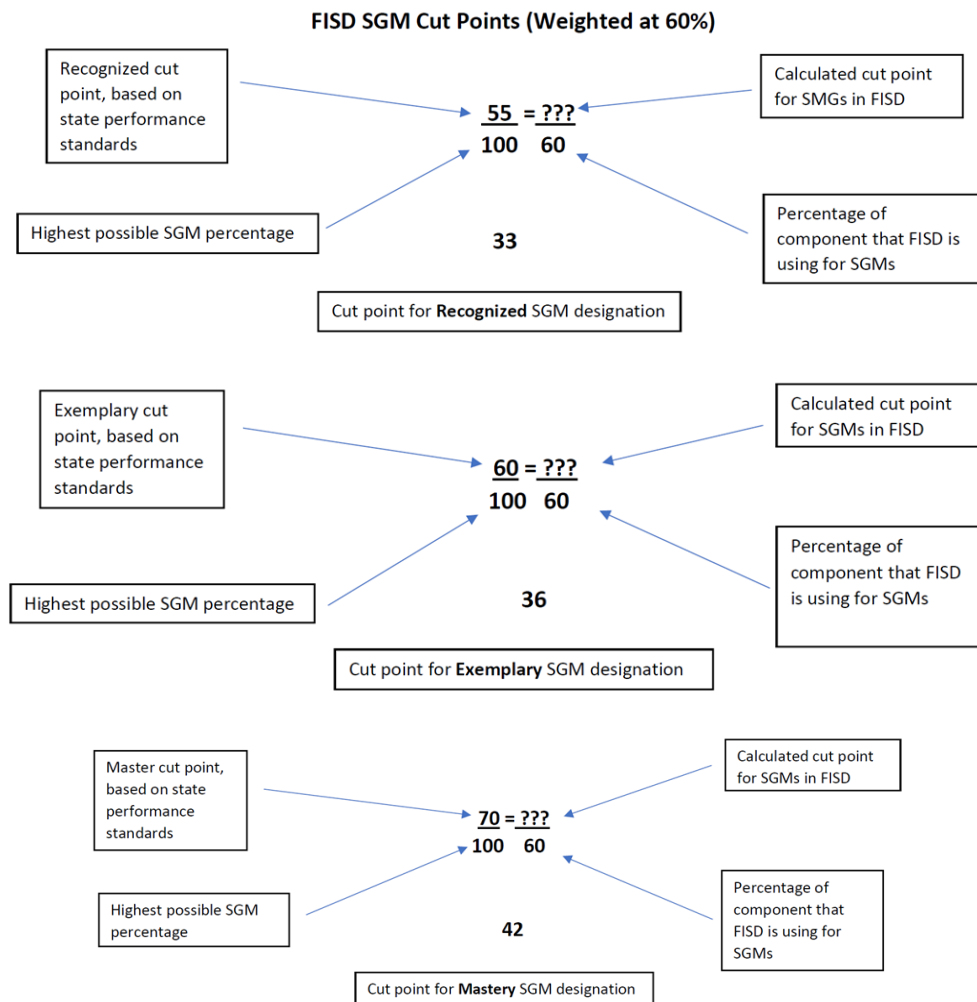 FISD SGM Cut Points (Weighted at 60%)
Recognized cut
point, based on
state performance
standards
Calculated cut point
for SMGs in FISD
55 = ???
100 60
Highest possible SGM percentage
Percentage of
component that FISD is
using for SGMs
33
Cut point for Recognized SGM designation
Exemplary cut
point, based on
state performance
standards
Calculated cut point
for SGMs in FISD
60 = ???
100 60
Highest possible SGM percentage
Percentage of
component that FISD
is using for SGMs
36
Cut point for Exemplary SGM designation
Master cut point,
based on state
performance
standards
Calculated cut point
for SGMs in FISD
70 = ???
100 60
Highest possible SGM
percentage
Percentage of
component that
FISD is using for
SGMs
42
Cut point for Mastery SGM designation